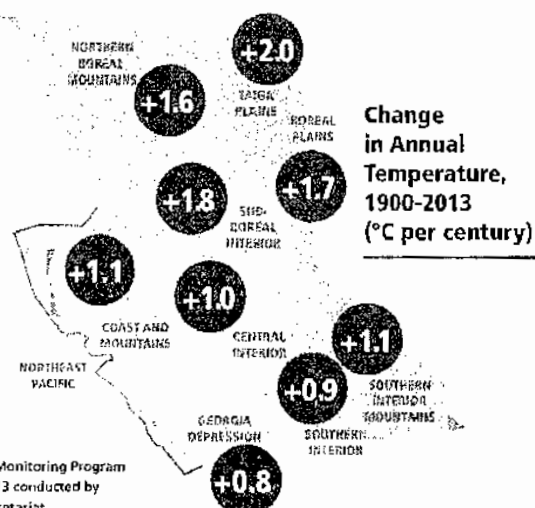 +2.0
NORTHERN
BOREAL
MOUNTAINS
+1.6
TAIGA
PLAINS
Change
in Annual
Temperature,
1900-2013
(°C per century)
BOREAL
PLAINS
+1.7
+1.8
SUB-
BOREAL
INTERIOR
+1.1
+1.0
COAST AND
MOUNTAINS
CENTRAL
INTERIOR
+1.1
NORTHEAST
PACIFIC
+0.9
SOUTHERN
INTERIOR
MOUNTAINS
GEORGIA
DEPRESSION
SOUTHERN
INTERIOR
Monitoring Program
3 conducted by
+0.8